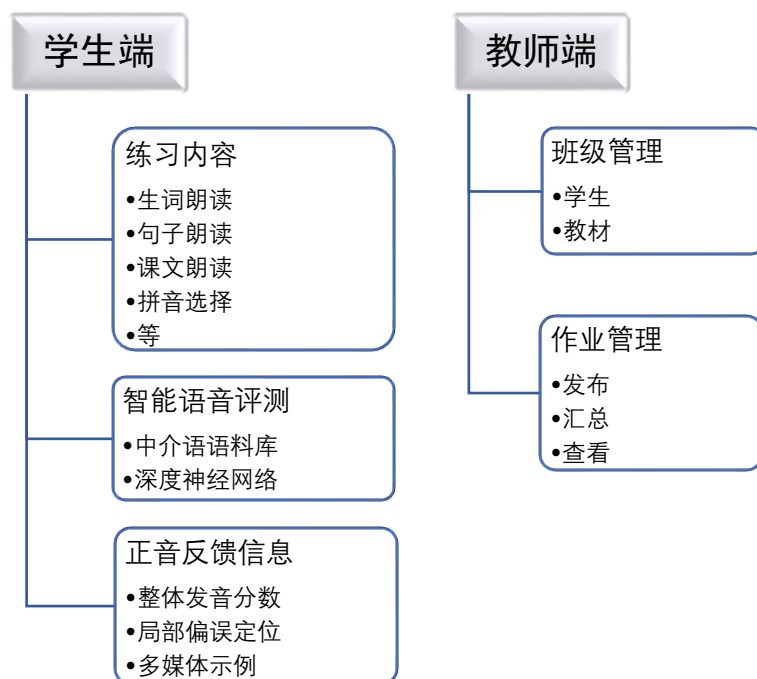 学生端
练习内容
•生词朗读
•句子朗读
•课文朗读
•拼音选择
•等
智能语音评测
•中介语语料库
•深度神经网络
正音反馈信息
•整体发音分数
•局部偏误定位
•多媒体示例
教师端
班级管理
•学生
•教材
作业管理
•发布
•汇总
•查看